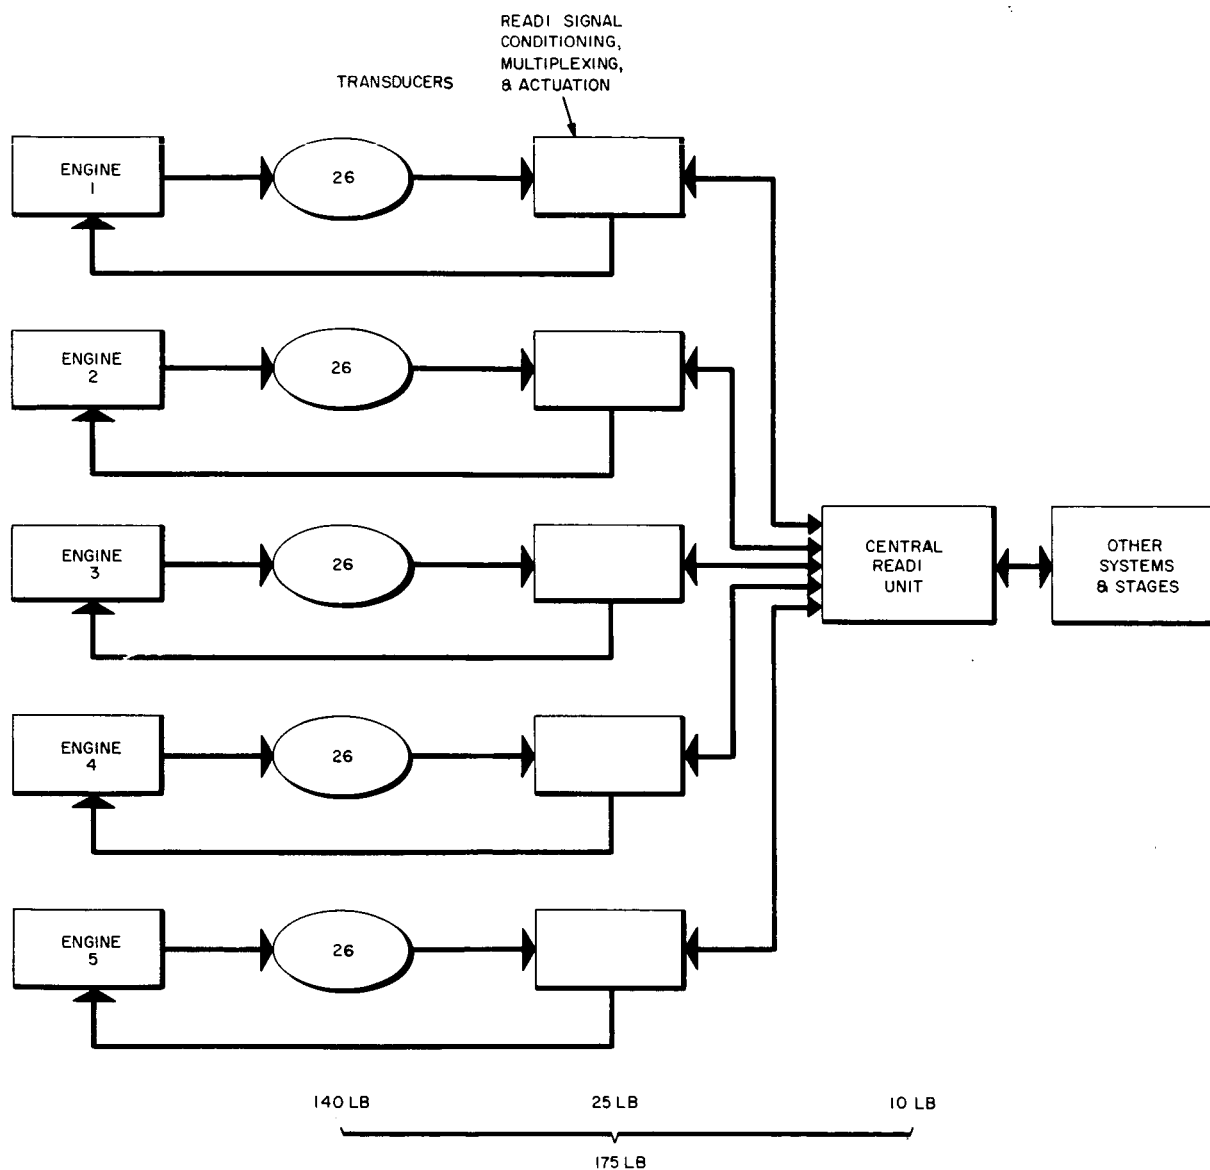 READI SIGNAL
CONDITIONING,
MULTIPLEXING,
& ACTUATION
TRANSDUCERS
ENGINE
1
26
ENGINE
2
26
ENGINE
3
26
CENTRAL
READI
UNIT
OTHER
SYSTEMS
& STAGES
ENGINE
4
26
ENGINE
5
26
140 LB
25 LB
10 LB
175 LB